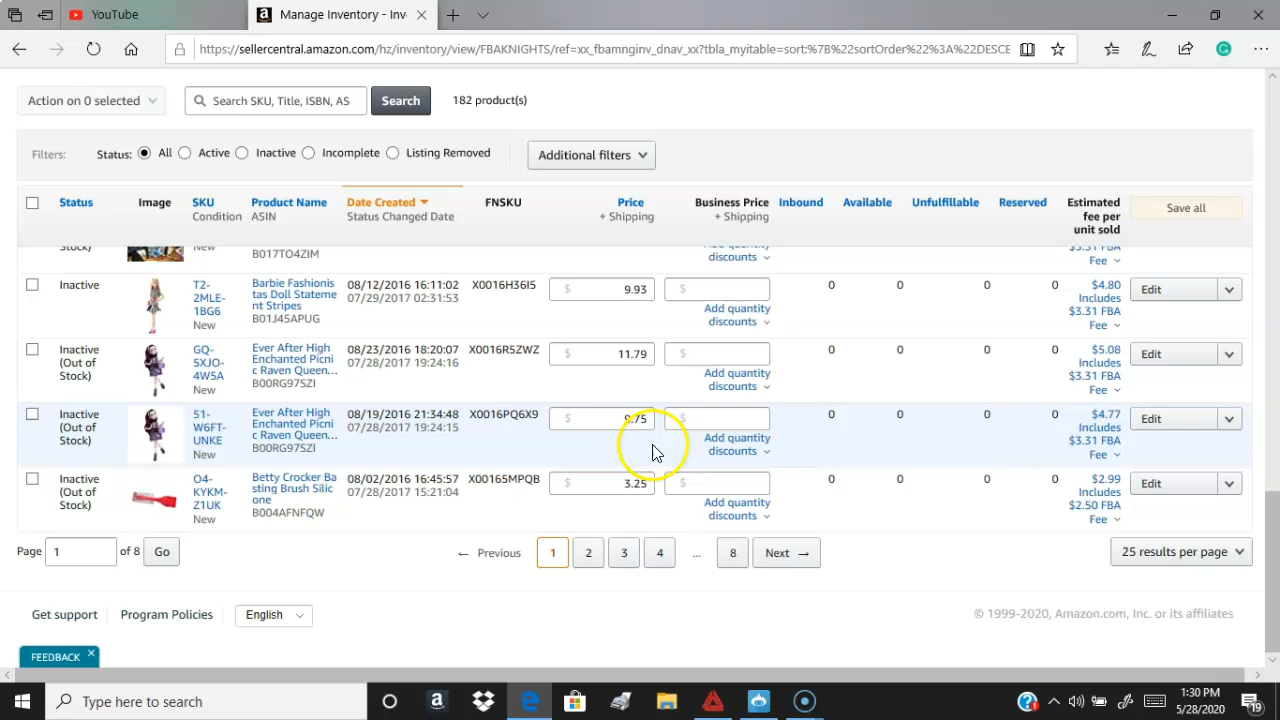 YouTube
Manage Inventory - Inv
https://sellercentral.amazon.com/hz/inventory/view/FBAKNIGHTS/ref=xx_fbamnginv_dnav_xx?tbla_myitable=sort:%7B%22sortOrder%22%3A%22DESCE
Action on 0 selected
Search SKU, Title, ISBN, AS
Search
182 product(s)
Filters:
Status:
All
Active
Inactive
Incomplete
Listing Removed
Additional filters
Status
Image
SKU
Condition
Product Name
ASIN
Date Created
Status Changed Date
FNSKU
Price
+ Shipping
Business Price
+ Shipping
Inbound
Available
Unfulfillable
Reserved
Estimated
fee per
unit sold
Save all
Stock)
New
B017TO4ZIM
Add quantity
discounts
$3.31 FBA
Fee
Inactive
T2-
2MLE-
1BG6
New
Barbie Fashionis
tas Doll Stateme
nt Stripes
B01J45APUG
08/12/2016 16:11:02
07/29/2017 02:31:53
X0016H36I5
$ 9.93
$
Add quantity
discounts
0
0
0
0
$4.80
Includes
$3.31 FBA
Fee
Edit
Inactive
(Out of
Stock)
GQ-
5XJO-
4W5A
New
Ever After High
Enchanted Picni
c Raven Queen...
B00RG97SZI
08/23/2016 18:20:07
07/28/2017 19:24:16
X0016R5ZWZ
$ 11.79
$
Add quantity
discounts
0
0
0
0
$5.08
Includes
$3.31 FBA
Fee
Edit
Inactive
(Out of
Stock)
51-
W6FT-
UNKE
New
Ever After High
Enchanted Picni
c Raven Queen...
B00RG97SZI
08/19/2016 21:34:48
07/28/2017 19:24:15
X0016PQ6X9
$ 9.75
$
Add quantity
discounts
0
0
0
0
$4.77
Includes
$3.31 FBA
Fee
Edit
Inactive
(Out of
Stock)
O4-
KYKM-
Z1UK
New
Betty Crocker Ba
sting Brush Silic
one
B004AFNFQW
08/02/2016 16:45:57
07/28/2017 15:21:04
X00165MPQB
$ 3.25
$
Add quantity
discounts
0
0
0
0
$2.99
Includes
$2.50 FBA
Fee
Edit
Page 1 of 8 Go
← Previous 1 2 3 4 ... 8 Next →
25 results per page
Get support
Program Policies
English
© 1999-2020, Amazon.com, Inc. or its affiliates
FEEDBACK
Type here to search
1:30 PM
5/28/2020
19